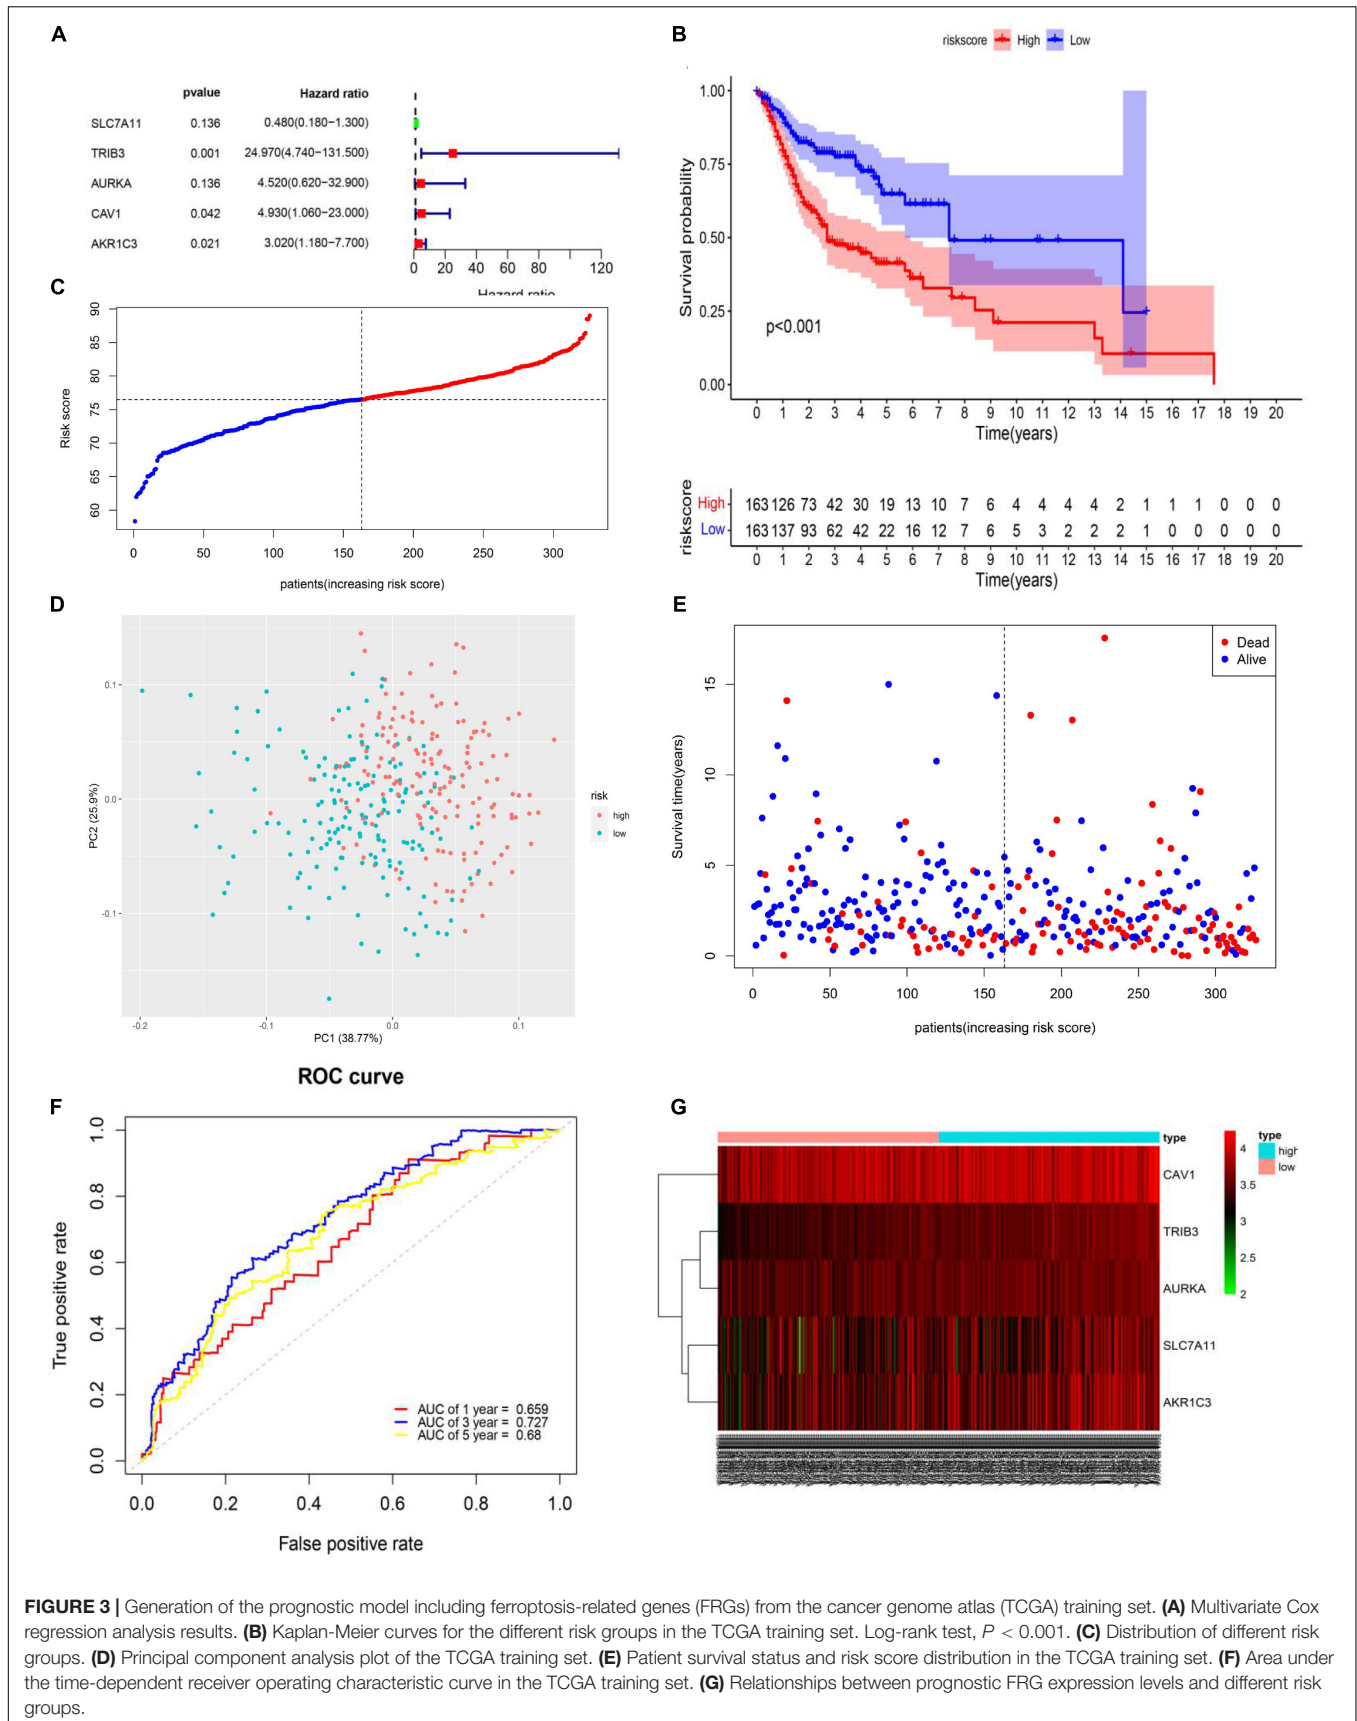 A
pvalue Hazard ratio
SLC7A11 0.136 0.480(0.180−1.300)
TRIB3 0.001 24.970(4.740−131.500)
AURKA 0.136 4.520(0.620−32.900)
CAV1 0.042 4.930(1.060−23.000)
AKR1C3 0.021 3.020(1.180−7.700)
0 20 40 60 80 120
Hazard ratio
B
riskscore High Low
Survival probability
1.00
0.75
0.50
0.25
0.00
p<0.001
0 1 2 3 4 5 6 7 8 9 10 11 12 13 14 15 16 17 18 19 20
Time(years)
riskscore
High 163 126 73 42 30 19 13 10 7 6 4 4 4 4 2 1 1 1 0 0 0
Low 163 137 93 62 42 22 16 12 7 6 5 3 2 2 2 1 0 0 0 0 0
0 1 2 3 4 5 6 7 8 9 10 11 12 13 14 15 16 17 18 19 20
Time(years)
C
Risk score
90
85
80
75
70
65
60
0 50 100 150 200 250 300
patients(increasing risk score)
D
PC2 (25.9%)
0.1
0.0
-0.1
-0.2 -0.1 0.0 0.1
PC1 (38.77%)
risk
high
low
E
Survival time(years)
15
10
5
0
Dead
Alive
0 50 100 150 200 250 300
patients(increasing risk score)
ROC curve
F
True positive rate
1.0
0.8
0.6
0.4
0.2
0.0
AUC of 1 year = 0.659
AUC of 3 year = 0.727
AUC of 5 year = 0.68
0.0 0.2 0.4 0.6 0.8 1.0
False positive rate
G
type
CAV1
TRIB3
AURKA
SLC7A11
AKR1C3
4
3.5
3
2.5
2
type
high
low
FIGURE 3 | Generation of the prognostic model including ferroptosis-related genes (FRGs) from the cancer genome atlas (TCGA) training set. (A) Multivariate Cox
regression analysis results. (B) Kaplan-Meier curves for the different risk groups in the TCGA training set. Log-rank test, P < 0.001. (C) Distribution of different risk
groups. (D) Principal component analysis plot of the TCGA training set. (E) Patient survival status and risk score distribution in the TCGA training set. (F) Area under
the time-dependent receiver operating characteristic curve in the TCGA training set. (G) Relationships between prognostic FRG expression levels and different risk
groups.